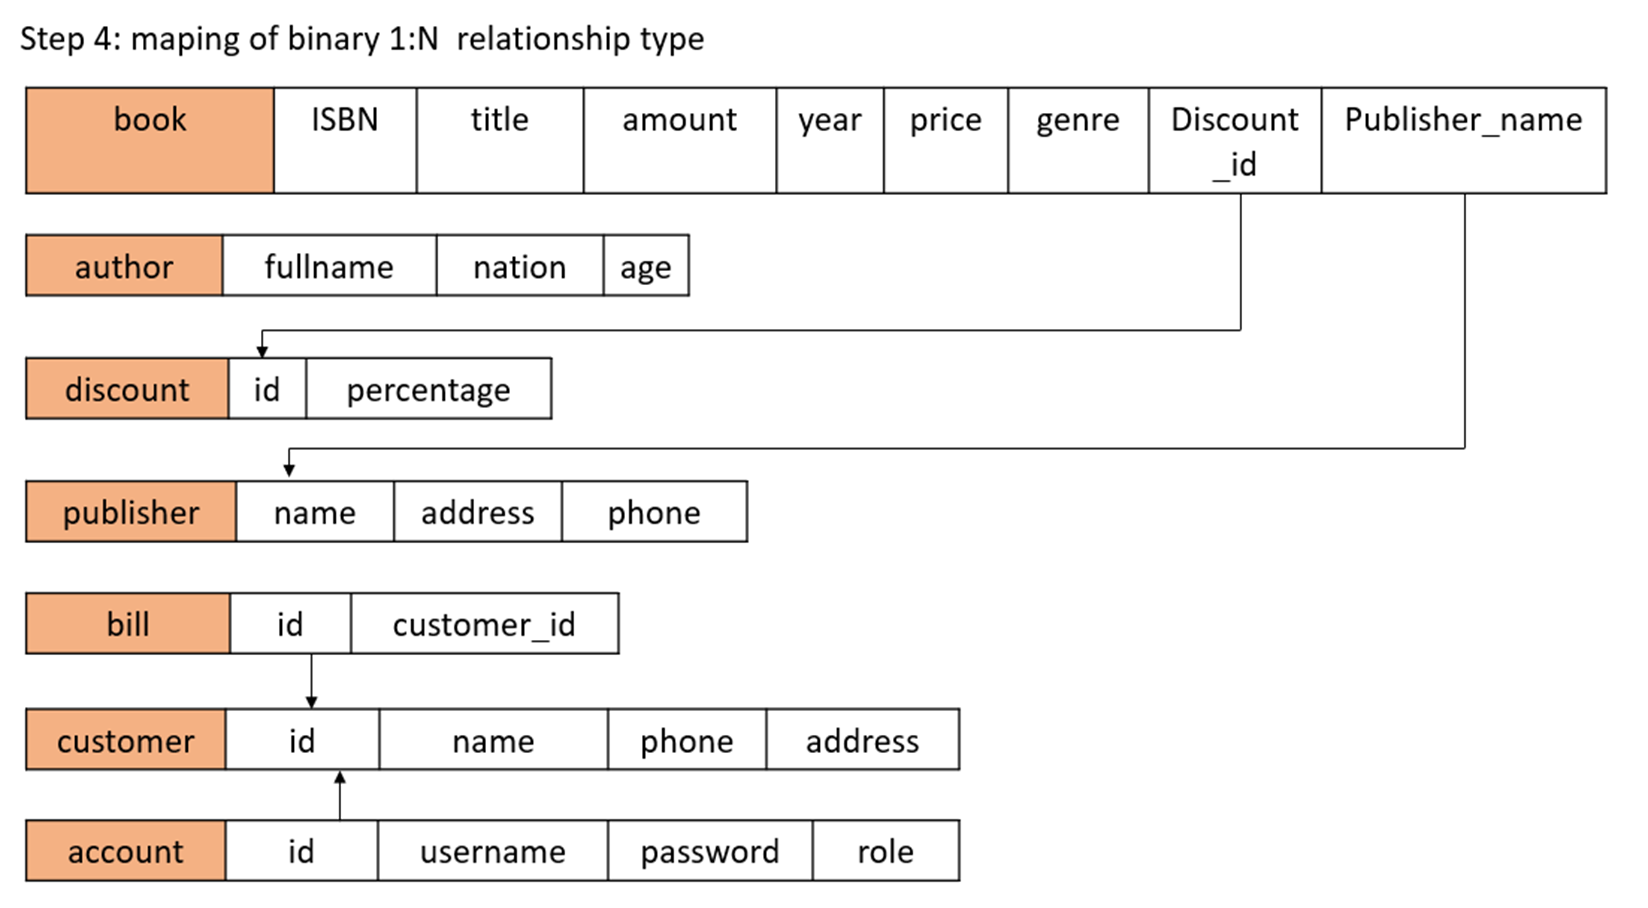 Step 4: maping of binary 1:N relationship type
book ISBN title amount year price genre Discount _id Publisher_name
author fullname nation age
discount id percentage
publisher name address phone
bill id customer_id
customer id name phone address
account id username password role